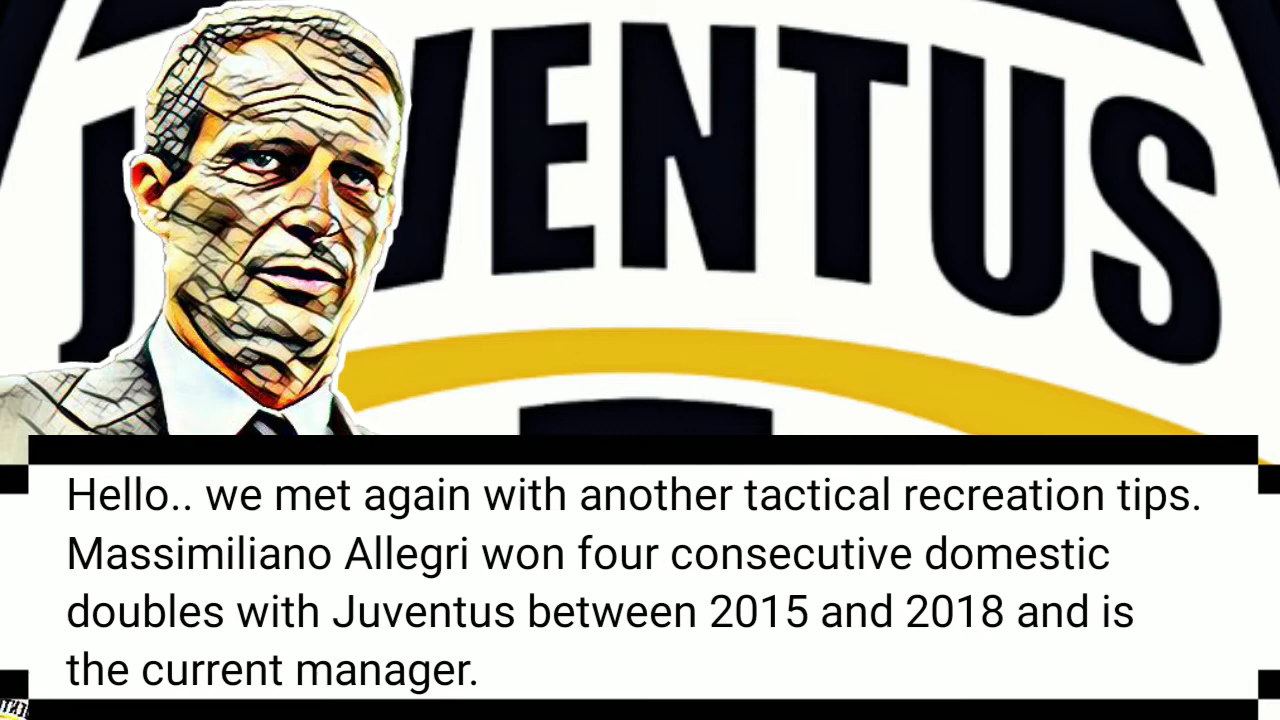 JUVENTUS
Hello.. we met again with another tactical recreation tips.
Massimiliano Allegri won four consecutive domestic
doubles with Juventus between 2015 and 2018 and is
the current manager.